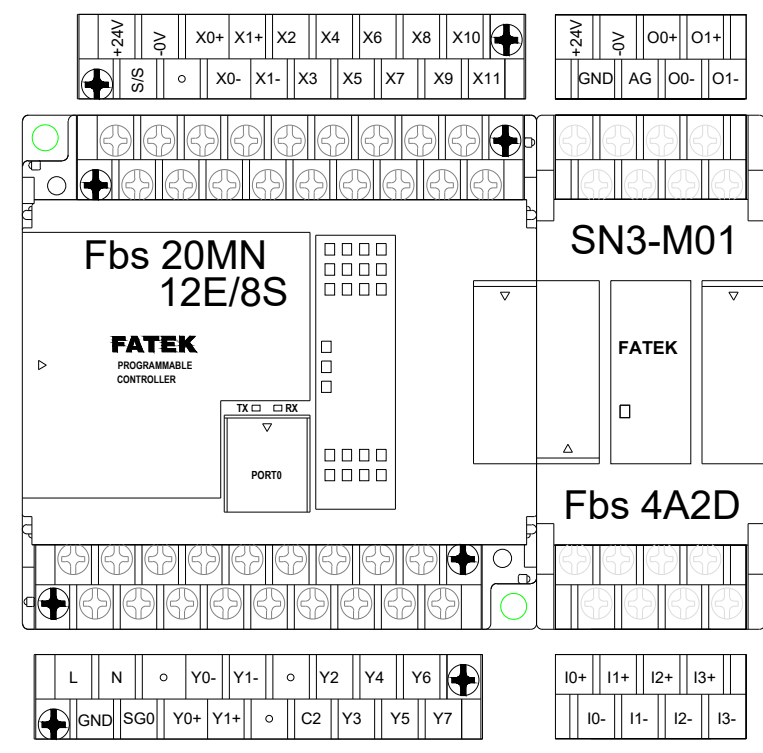 +24V -0V X0+ X1+ X2 X4 X6 X8 X10
S/S X0- X1- X3 X5 X7 X9 X11
+24V -0V O0+ O1+
GND AG O0- O1-
Fbs 20MN
12E/8S
SN3-M01
FATEK
PROGRAMMABLE
CONTROLLER
TX RX
PORT0
FATEK
Fbs 4A2D
L N Y0- Y1- Y2 Y4 Y6
GND SG0 Y0+ Y1+ C2 Y3 Y5 Y7
I0+ I1+ I2+ I3+
I0- I1- I2- I3-